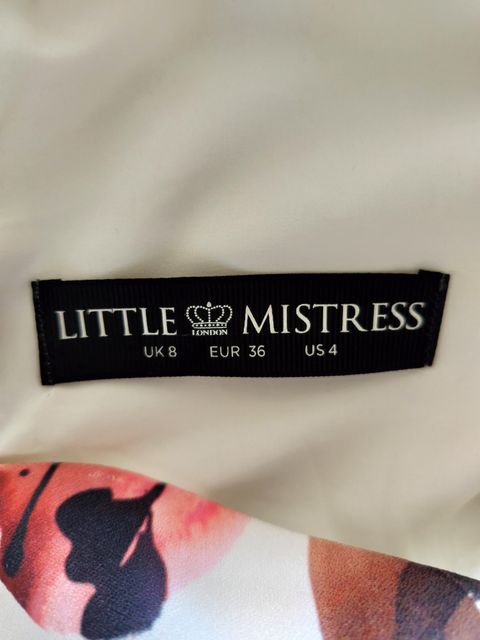 LITTLE LONDON MISTRESS
UK 8 EUR 36 US 4